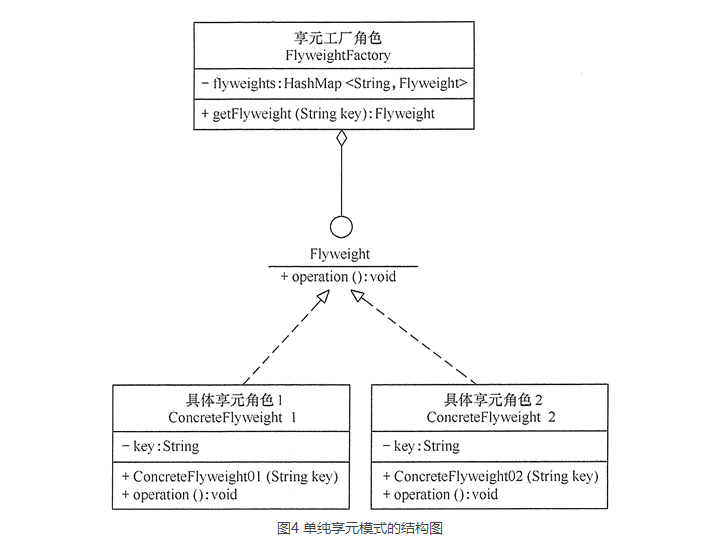 享元工厂角色
FlyweightFactory
- flyweights:HashMap <String,Flyweight>
+ getFlyweight (String key):Flyweight
Flyweight
+ operation ():void
具体享元角色1
ConcreteFlyweight 1
- key:String
+ ConcreteFlyweight01 (String key)
+ operation ():void
具体享元角色2
ConcreteFlyweight 2
- key:String
+ ConcreteFlyweight02 (String key)
+ operation ():void
图4 单纯享元模式的结构图